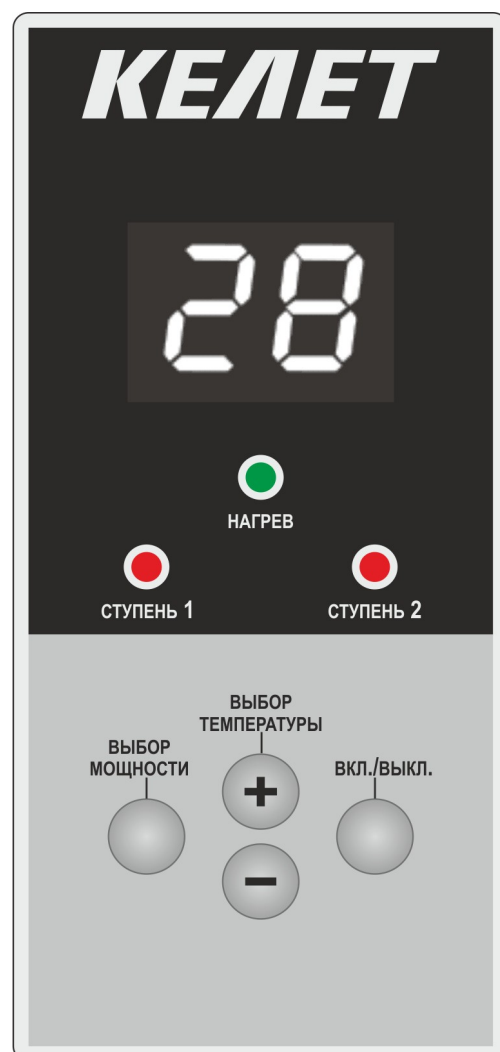 КЕЛЕТ
28
НАГРЕВ
СТУПЕНЬ 1
СТУПЕНЬ 2
ВЫБОР
ТЕМПЕРАТУРЫ
ВЫБОР
МОЩНОСТИ
ВКЛ./ВЫКЛ.
+
−